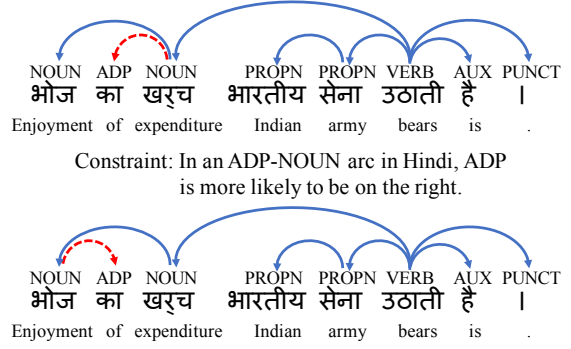 NOUN ADP NOUN PROPN PROPN VERB AUX PUNCT
भोज का खर्च भारतीय सेना उठाती है ।
Enjoyment of expenditure Indian army bears is .
Constraint: In an ADP-NOUN arc in Hindi, ADP
is more likely to be on the right.
NOUN ADP NOUN PROPN PROPN VERB AUX PUNCT
भोज का खर्च भारतीय सेना उठाती है ।
Enjoyment of expenditure Indian army bears is .